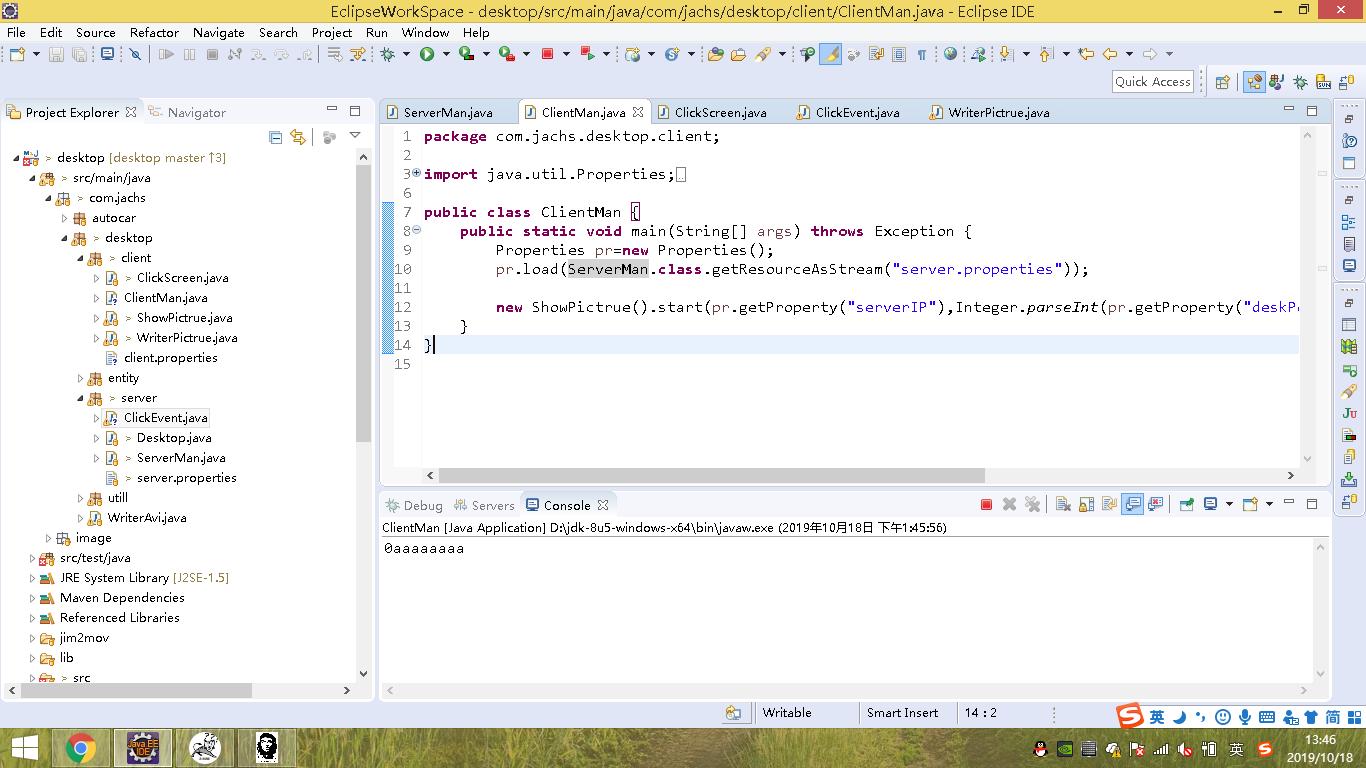 EclipseWorkSpace - desktop/src/main/java/com/jachs/desktop/client/ClientMan.java - Eclipse IDE
File Edit Source Refactor Navigate Search Project Run Window Help
Quick Access
Project Explorer Navigator
> desktop [desktop master ↑3]
> src/main/java
> com.jachs
autocar
> desktop
> client
> ClickScreen.java
> ClientMan.java
> ShowPictrue.java
> WriterPictrue.java
client.properties
entity
> server
ClickEvent.java
> Desktop.java
> ServerMan.java
> server.properties
utill
WriterAvi.java
image
src/test/java
JRE System Library [J2SE-1.5]
Maven Dependencies
Referenced Libraries
jim2mov
lib
> src
ServerMan.java ClientMan.java ClickScreen.java ClickEvent.java WriterPictrue.java
1 package com.jachs.desktop.client;
2
3 import java.util.Properties;
6
7 public class ClientMan {
8 public static void main(String[] args) throws Exception {
9 Properties pr=new Properties();
10 pr.load(ServerMan.class.getResourceAsStream("server.properties"));
11
12 new ShowPictrue().start(pr.getProperty("serverIP"),Integer.parseInt(pr.getProperty("deskP
13 }
14 }
15
Debug Servers Console
ClientMan [Java Application] D:\jdk-8u5-windows-x64\bin\javaw.exe (2019年10月18日 下午1:45:56)
0aaaaaaaa
Writable Smart Insert 14 : 2
英 简
Java EE
IDE
英
13:46
2019/10/18